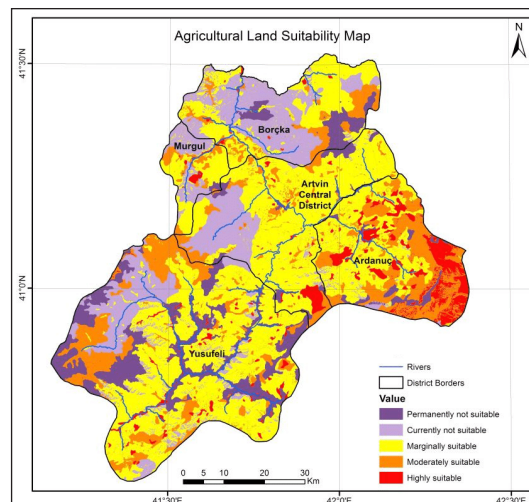 Agricultural Land Suitability Map
N
41°30'N
41°0'N
Borçka
Murgul
Artvin
Central
District
Ardanuç
Yusufeli
Rivers
District Borders
Value
Permanently not suitable
Currently not suitable
Marginally suitable
Moderately suitable
Highly suitable
0 5 10 20 30
Km
41°30'E
42°0'E
42°30'E